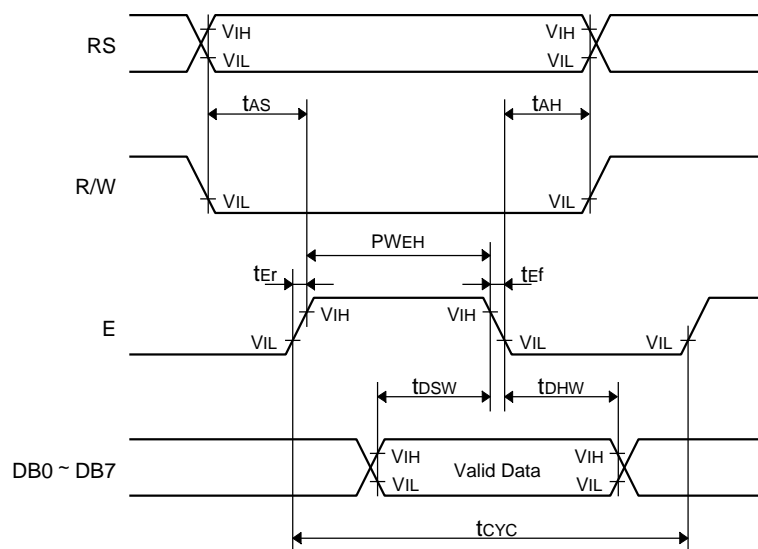 RS
VIH
VIL
VIH
VIL
tAS
tAH
R/W
VIL
VIL
PWEH
tEr
tEf
E
VIH
VIH
VIL
VIL
VIL
tDSW
tDHW
DB0 ~ DB7
VIH
VIL
Valid Data
VIH
VIL
tCYC